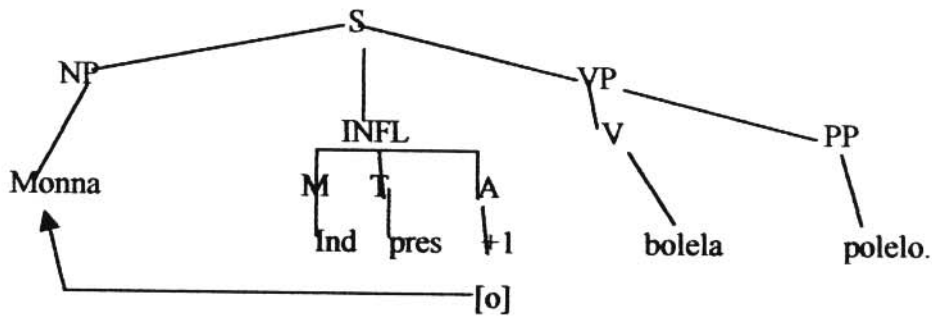 S
NP VP
INFL V PP
Monna M T A
Ind pres +1 bolela polelo.
[o]